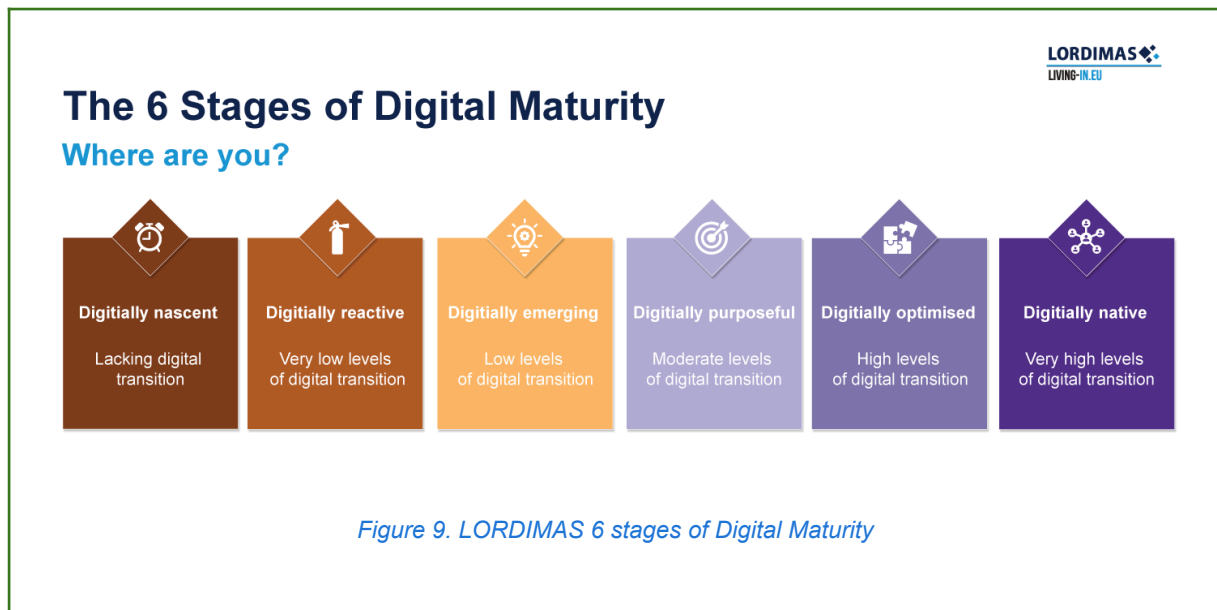 LORDIMAS
LIVING-IN.EU
The 6 Stages of Digital Maturity
Where are you?
Digitially nascent
Lacking digital
transition
Digitially reactive
Very low levels
of digital transition
Digitially emerging
Low levels
of digital transition
Digitially purposeful
Moderate levels
of digital transition
Digitially optimised
High levels
of digital transition
Digitially native
Very high levels
of digital transition
Figure 9. LORDIMAS 6 stages of Digital Maturity